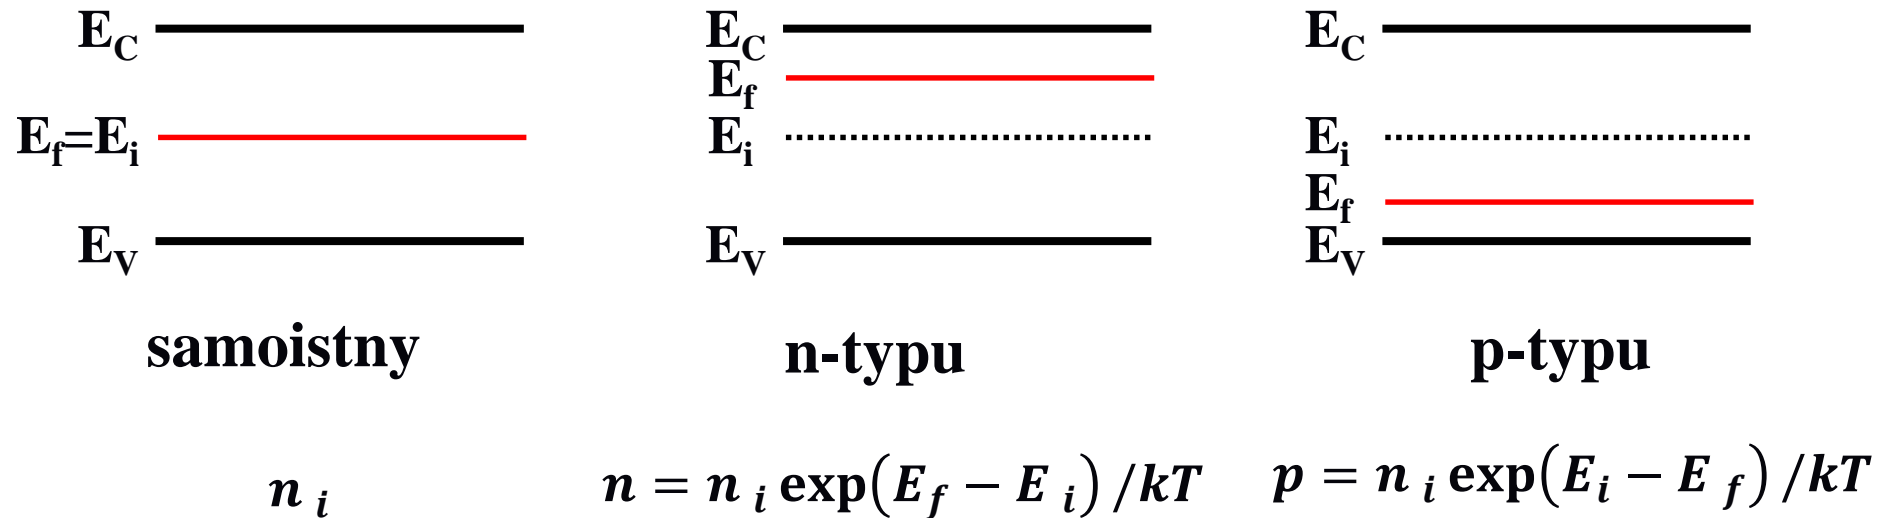 E_C
E_f=E_i
E_V
samoistny
n_i
E_C
E_f
E_i
E_V
n-typu
n = n_i exp(E_f − E_i)/kT
E_C
E_i
E_f
E_V
p-typu
p = n_i exp(E_i − E_f)/kT